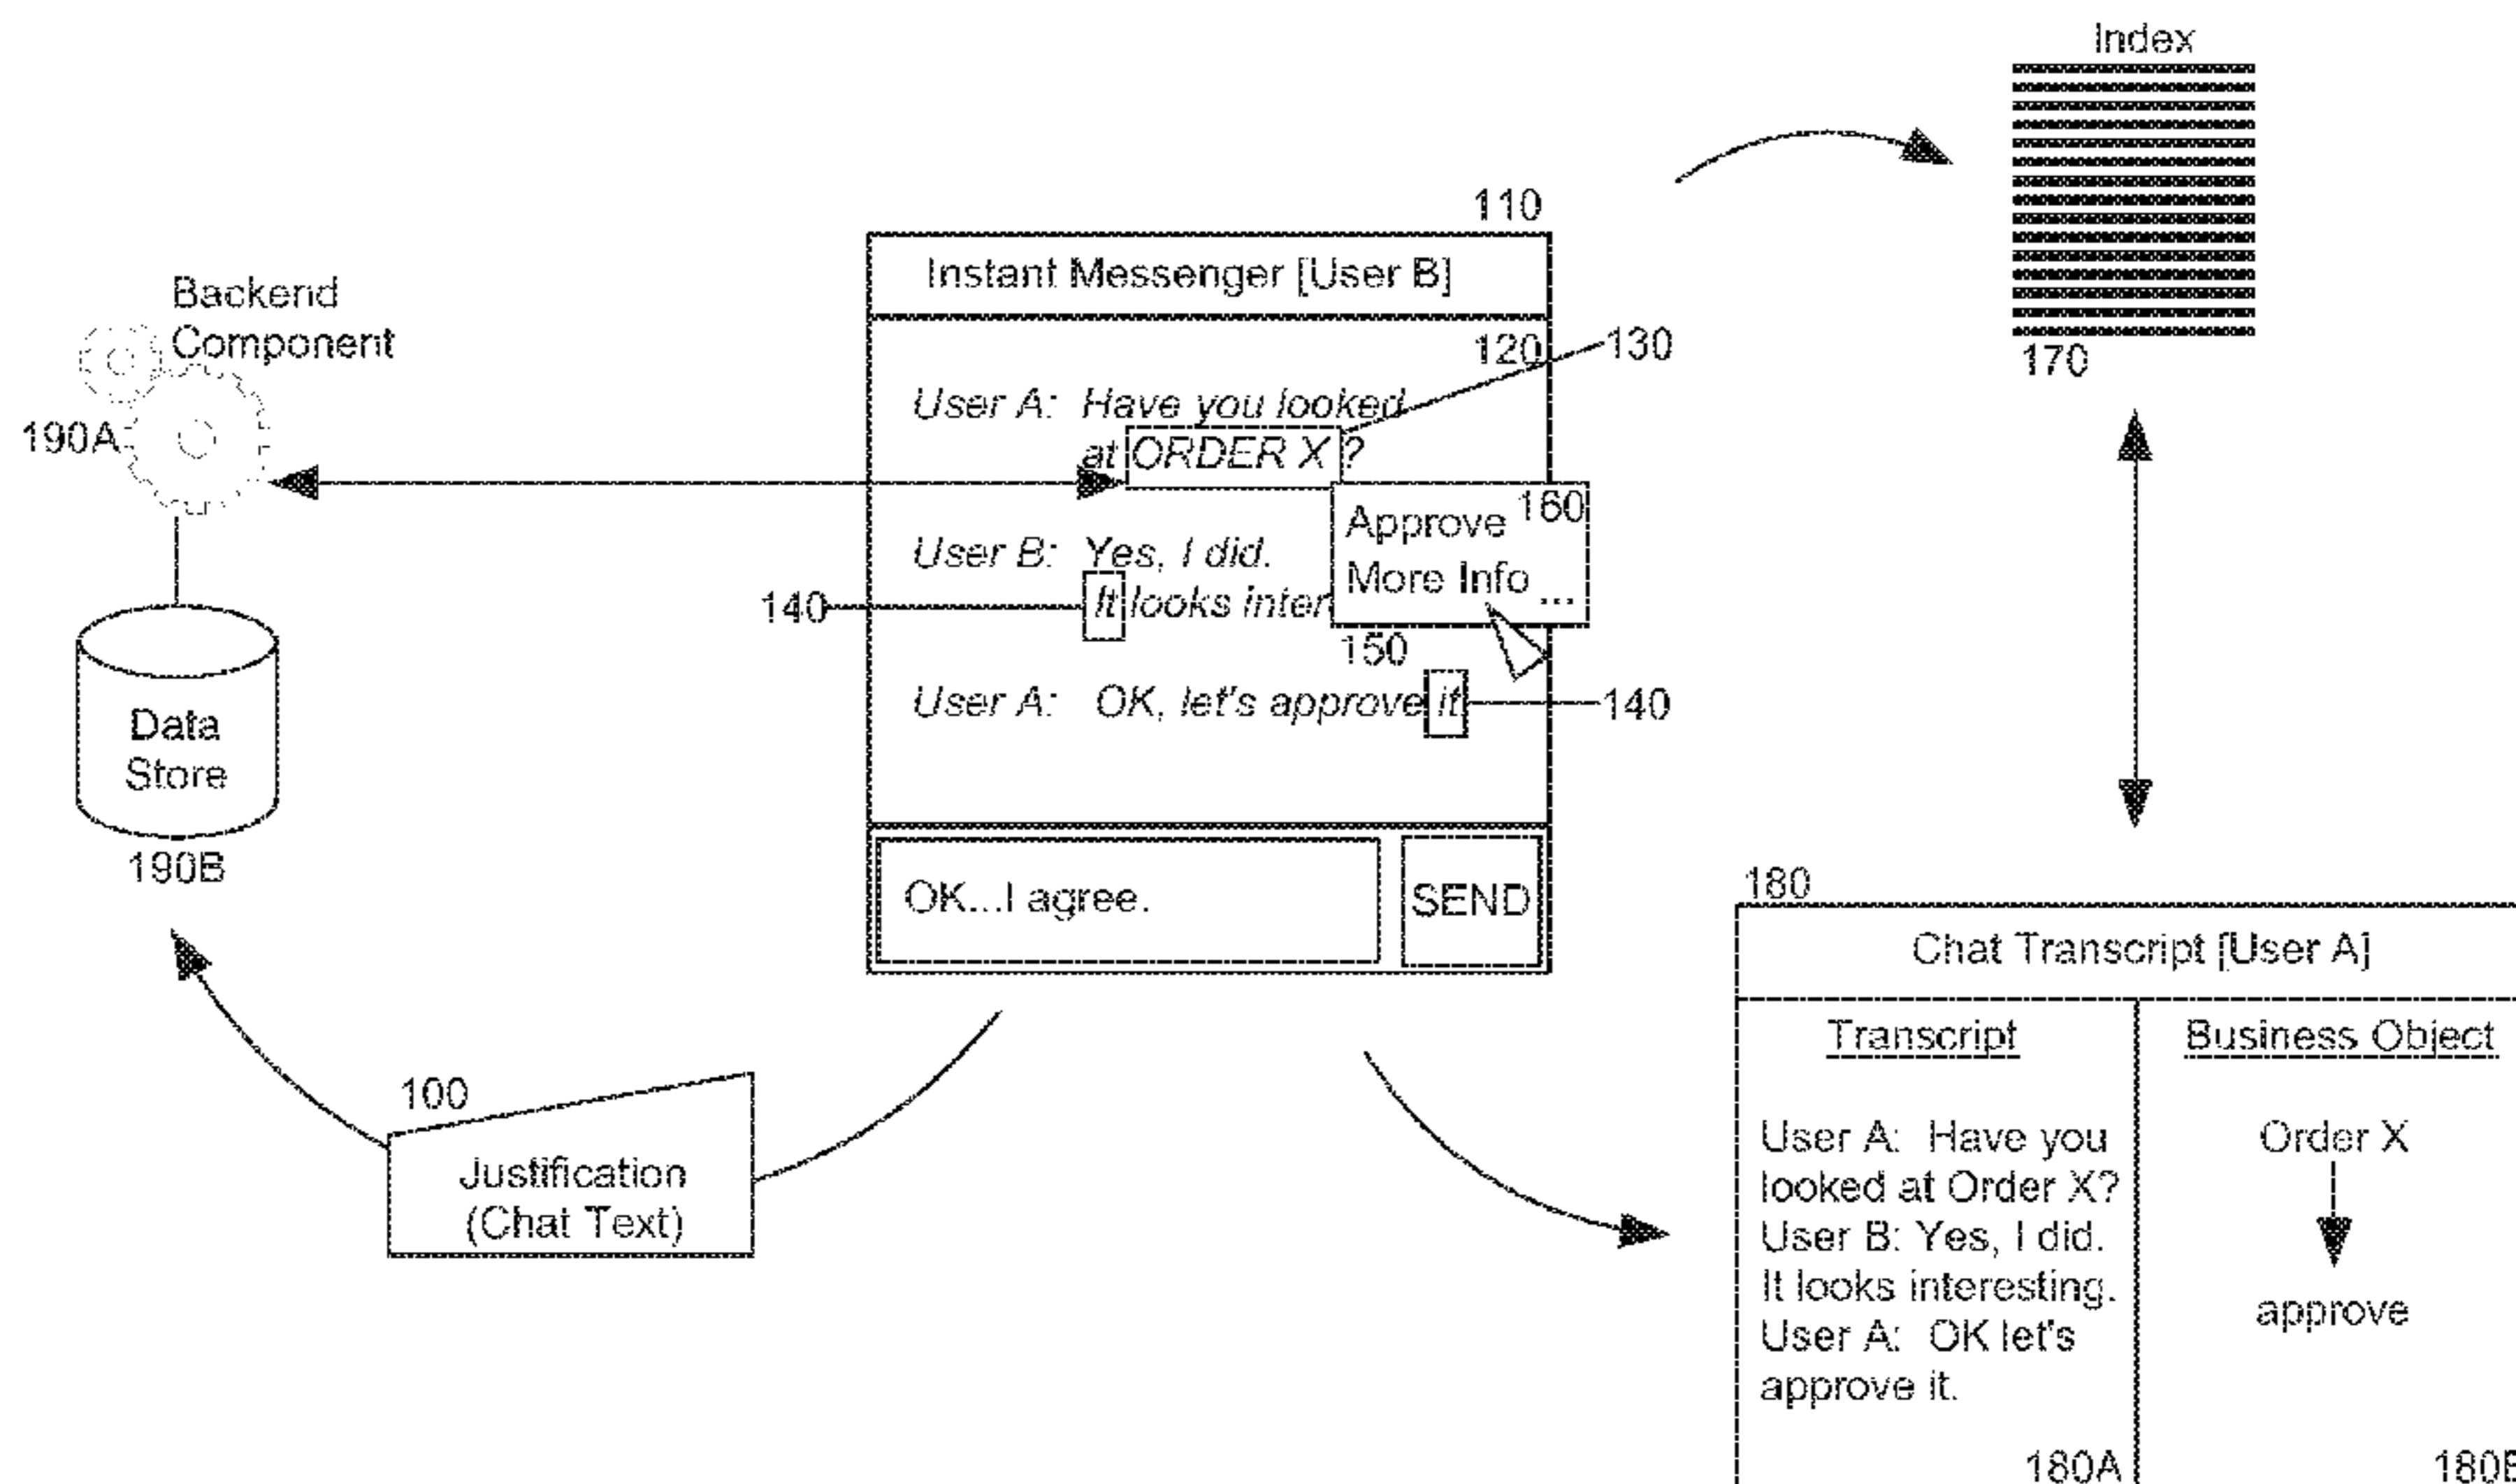 Index
170
110
Instant Messenger [User B]
120
130
User A: Have you looked
at ORDER X ?
160
Approve
More Info ...
150
User B: Yes, I did.
It looks inter
140
User A: OK, let's approve it
140
OK...I agree.
SEND
Backend
Component
190A
Data
Store
190B
100
Justification
(Chat Text)
180
Chat Transcript [User A]
Transcript
User A: Have you
looked at Order X?
User B: Yes, I did.
It looks interesting.
User A: OK let's
approve it.
180A
Business Object
Order X
approve